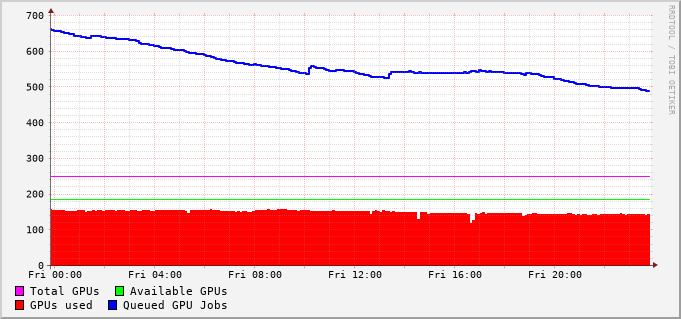 700
600
500
400
300
200
100
0
Fri 00:00 Fri 04:00 Fri 08:00 Fri 12:00 Fri 16:00 Fri 20:00
Total GPUs Available GPUs
GPUs used Queued GPU Jobs
RRDTOOL / TOBI OETIKER